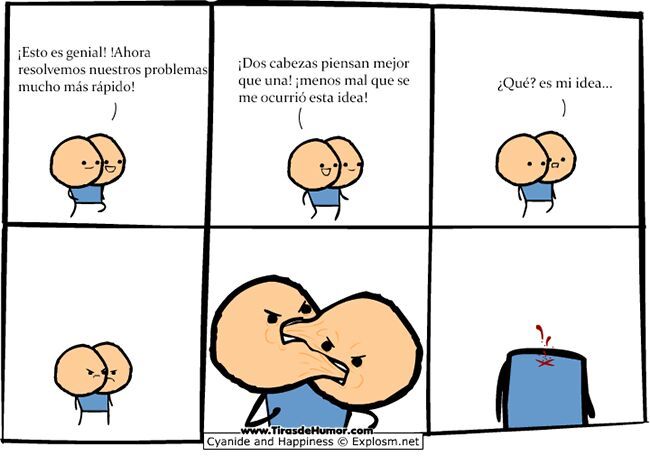 ¡Esto es genial! !Ahora
resolvemos nuestros problemas
mucho más rápido!
¡Dos cabezas piensan mejor
que una! ¡menos mal que se
me ocurrió esta idea!
¿Qué? es mi idea...
www.TirasdeHumor.com
Cyanide and Happiness © Explosm.net